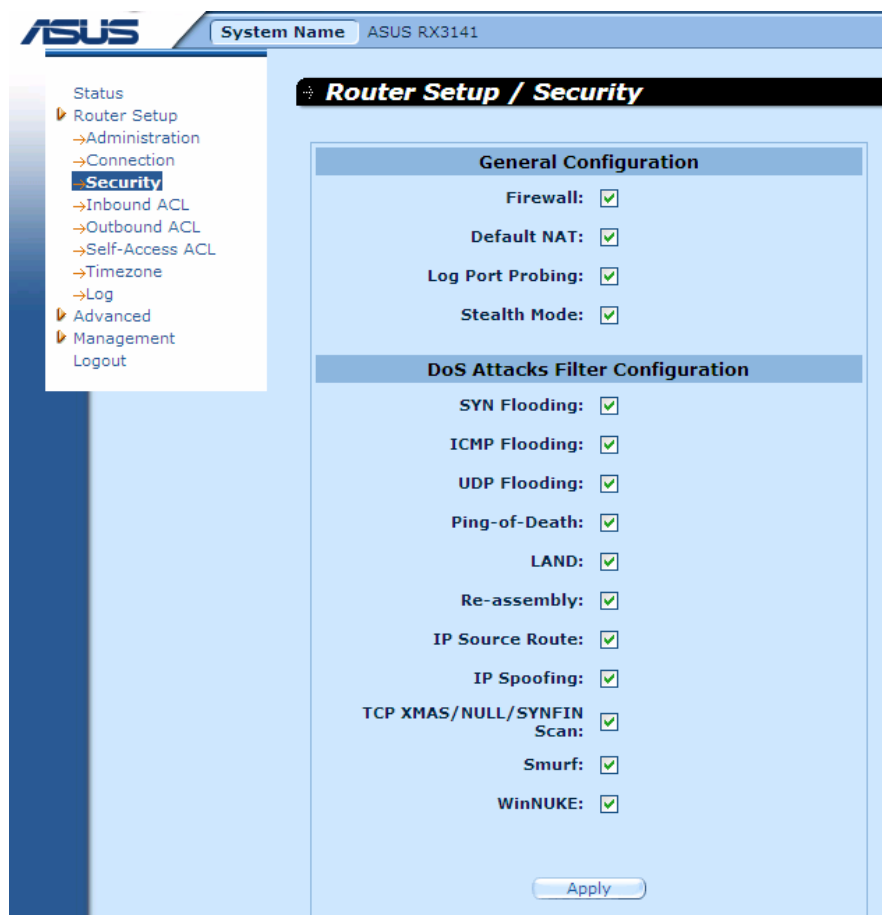 ASUS
System Name ASUS RX3141
Status
Router Setup
→Administration
→Connection
→Security
→Inbound ACL
→Outbound ACL
→Self-Access ACL
→Timezone
→Log
Advanced
Management
Logout
Router Setup / Security
General Configuration
Firewall:
Default NAT:
Log Port Probing:
Stealth Mode:
DoS Attacks Filter Configuration
SYN Flooding:
ICMP Flooding:
UDP Flooding:
Ping-of-Death:
LAND:
Re-assembly:
IP Source Route:
IP Spoofing:
TCP XMAS/NULL/SYNFIN
Scan:
Smurf:
WinNUKE:
Apply